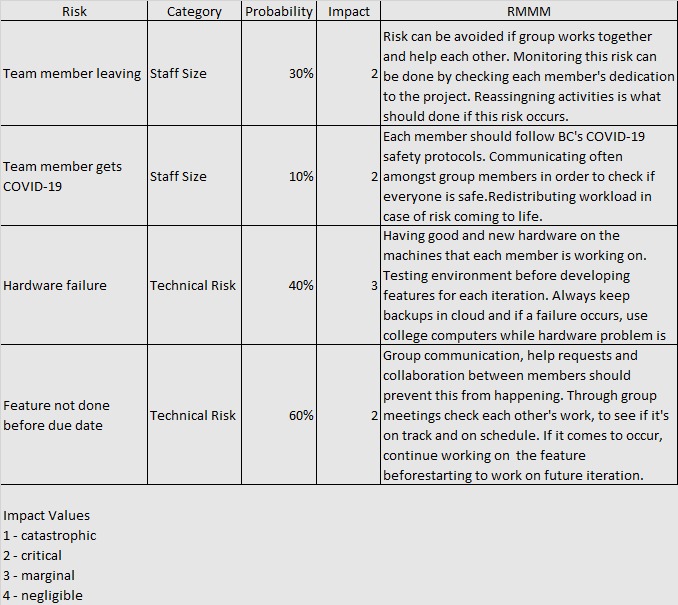 Risk Category Probability Impact RMMM
Team member leaving Staff Size 30% 2
Risk can be avoided if group works together
and help each other. Monitoring this risk can
be done by checking each member's dedication
to the project. Reassingning activities is what
should done if this risk occurs.
Team member gets
COVID-19
Staff Size 10% 2
Each member should follow BC's COVID-19
safety protocols. Communicating often
amongst group members in order to check if
everyone is safe.Redistributing workload in
case of risk coming to life.
Hardware failure Technical Risk 40% 3
Having good and new hardware on the
machines that each member is working on.
Testing environment before developing
features for each iteration. Always keep
backups in cloud and if a failure occurs, use
college computers while hardware problem is
Feature not done
before due date
Technical Risk 60% 2
Group communication, help requests and
collaboration between members should
prevent this from happening. Through group
meetings check each other's work, to see if it's
on track and on schedule. If it comes to occur,
continue working on  the feature
beforestarting to work on future iteration.
Impact Values
1 - catastrophic
2 - critical
3 - marginal
4 - negligible